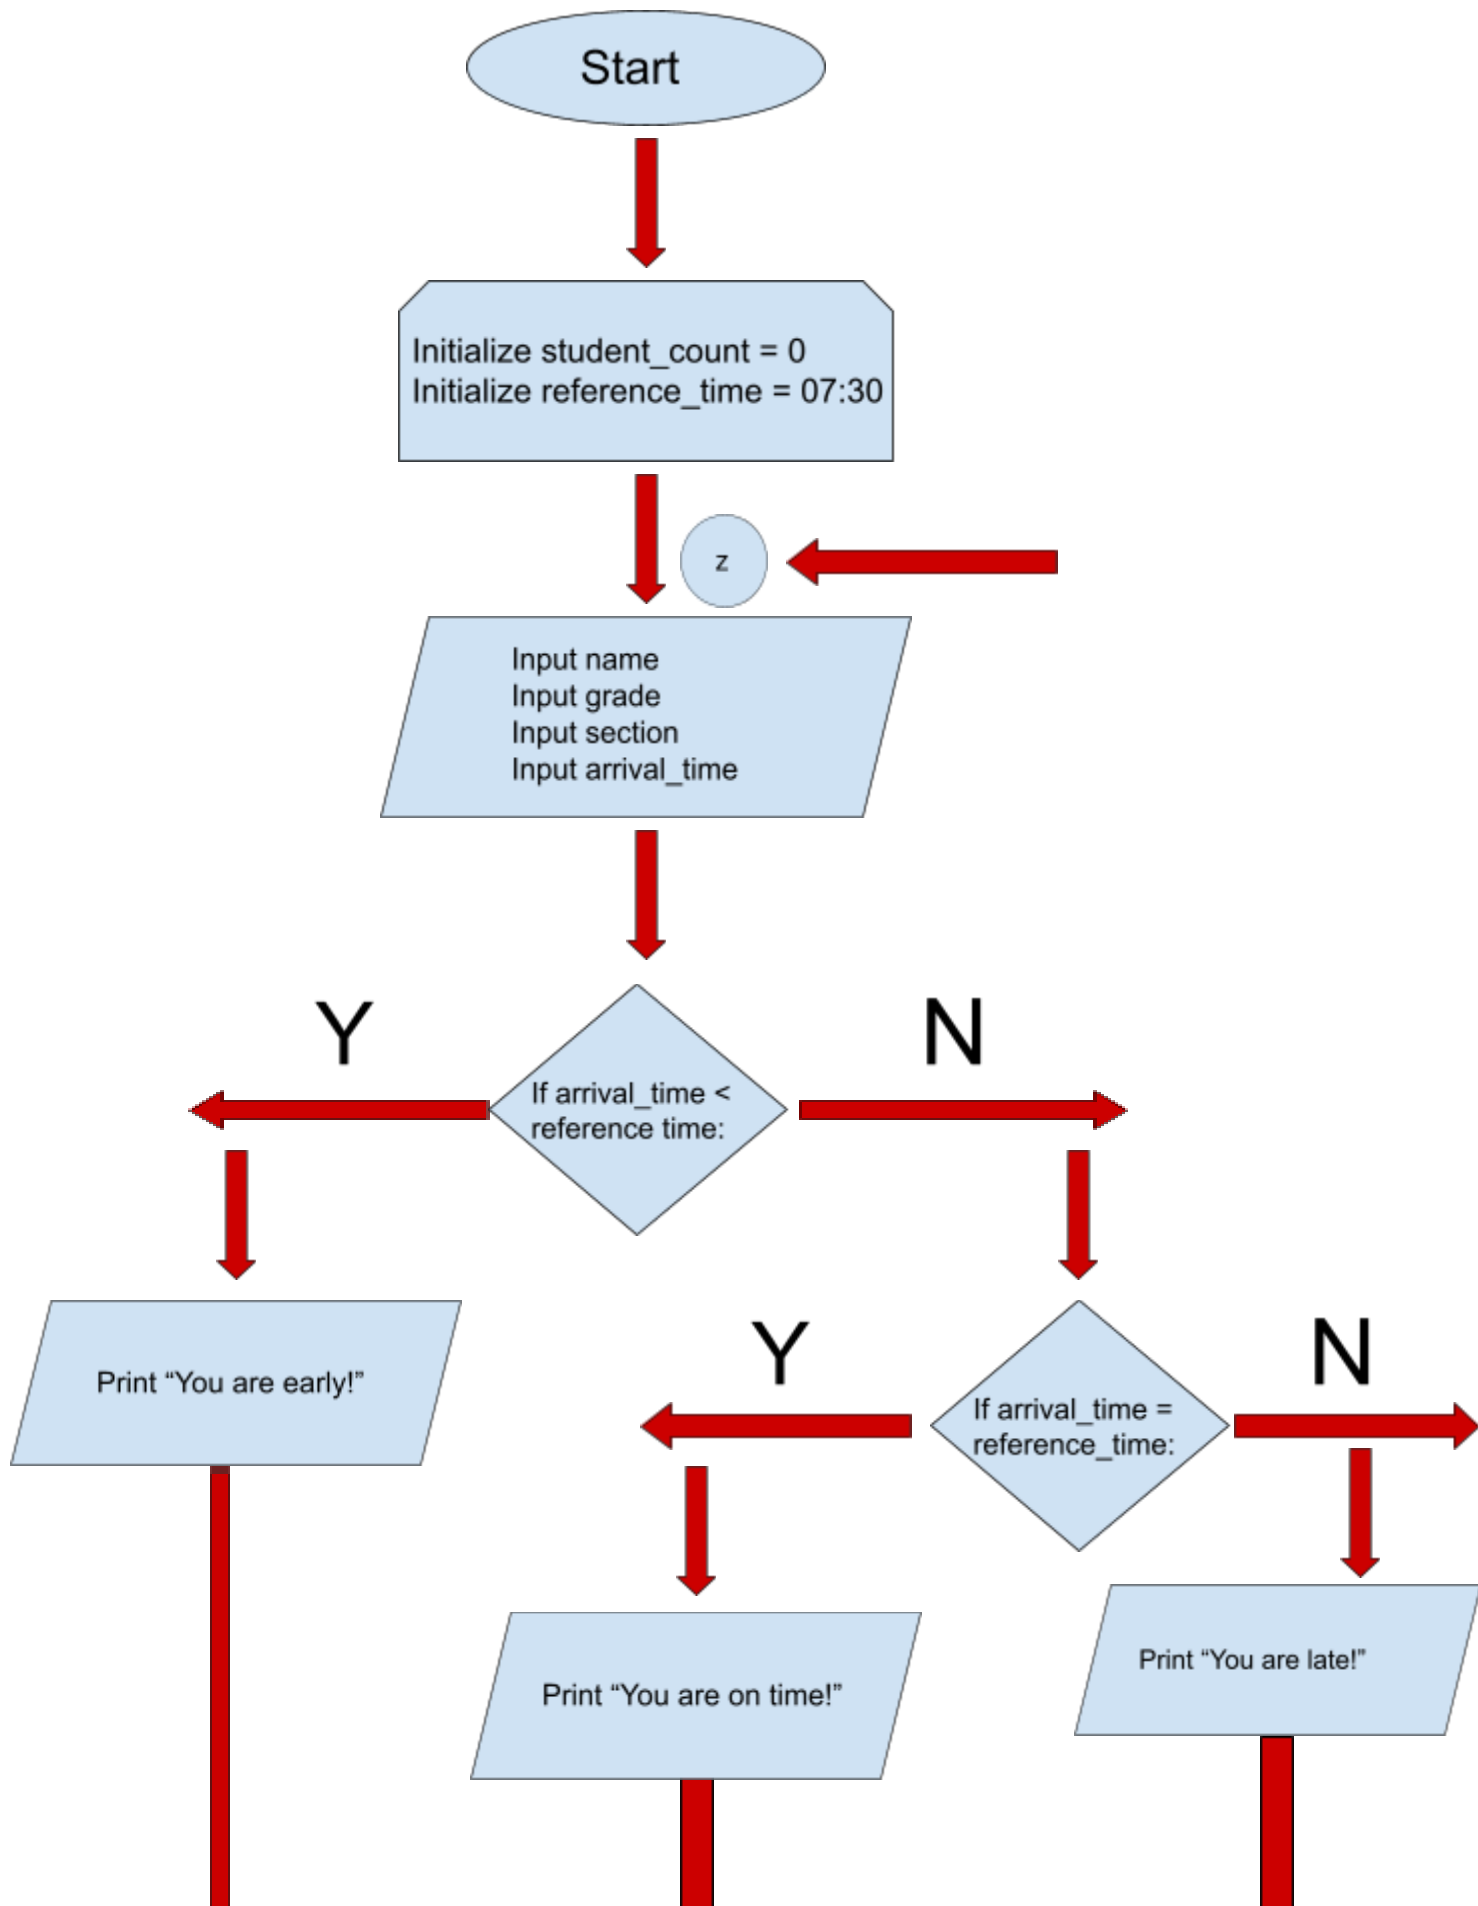 Start
Initialize student_count = 0
Initialize reference_time = 07:30
z
Input name
Input grade
Input section
Input arrival_time
Y
N
If arrival_time <
reference time:
Print “You are early!”
Y
N
If arrival_time =
reference_time:
Print “You are on time!”
Print “You are late!”